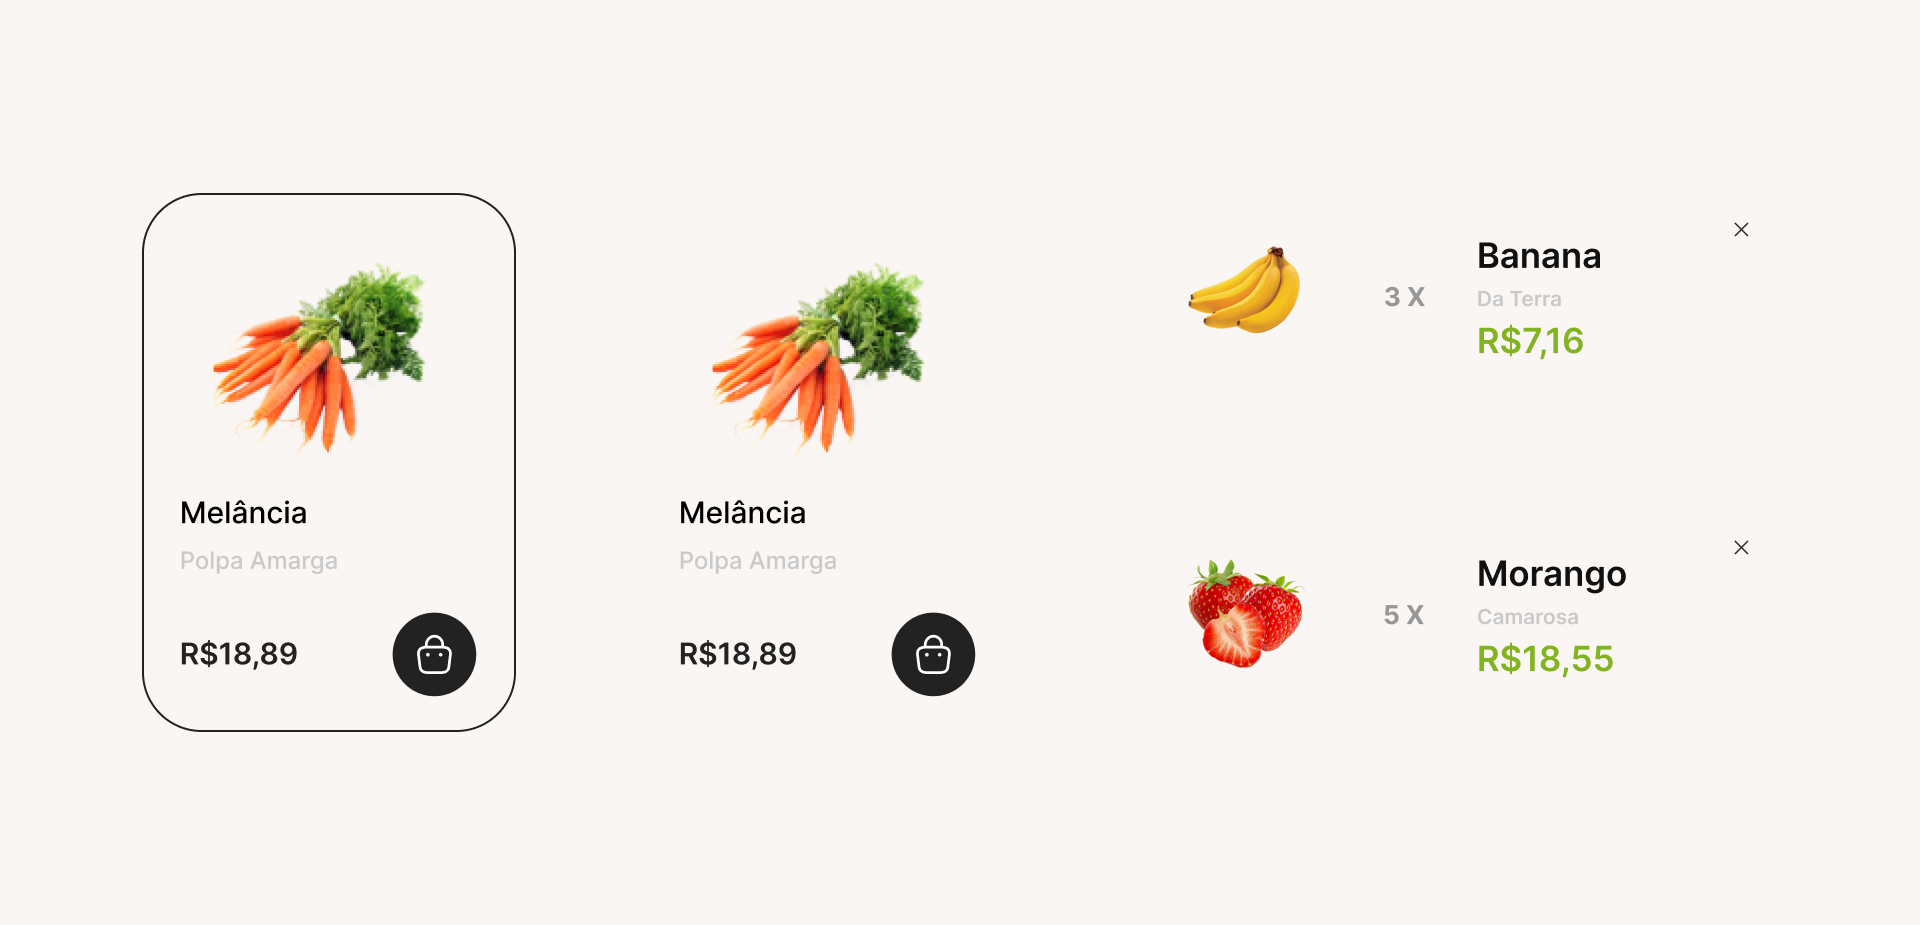 Melância
Polpa Amarga
R$18,89
Melância
Polpa Amarga
R$18,89
3 X
Banana
Da Terra
R$7,16
5 X
Morango
Camarosa
R$18,55